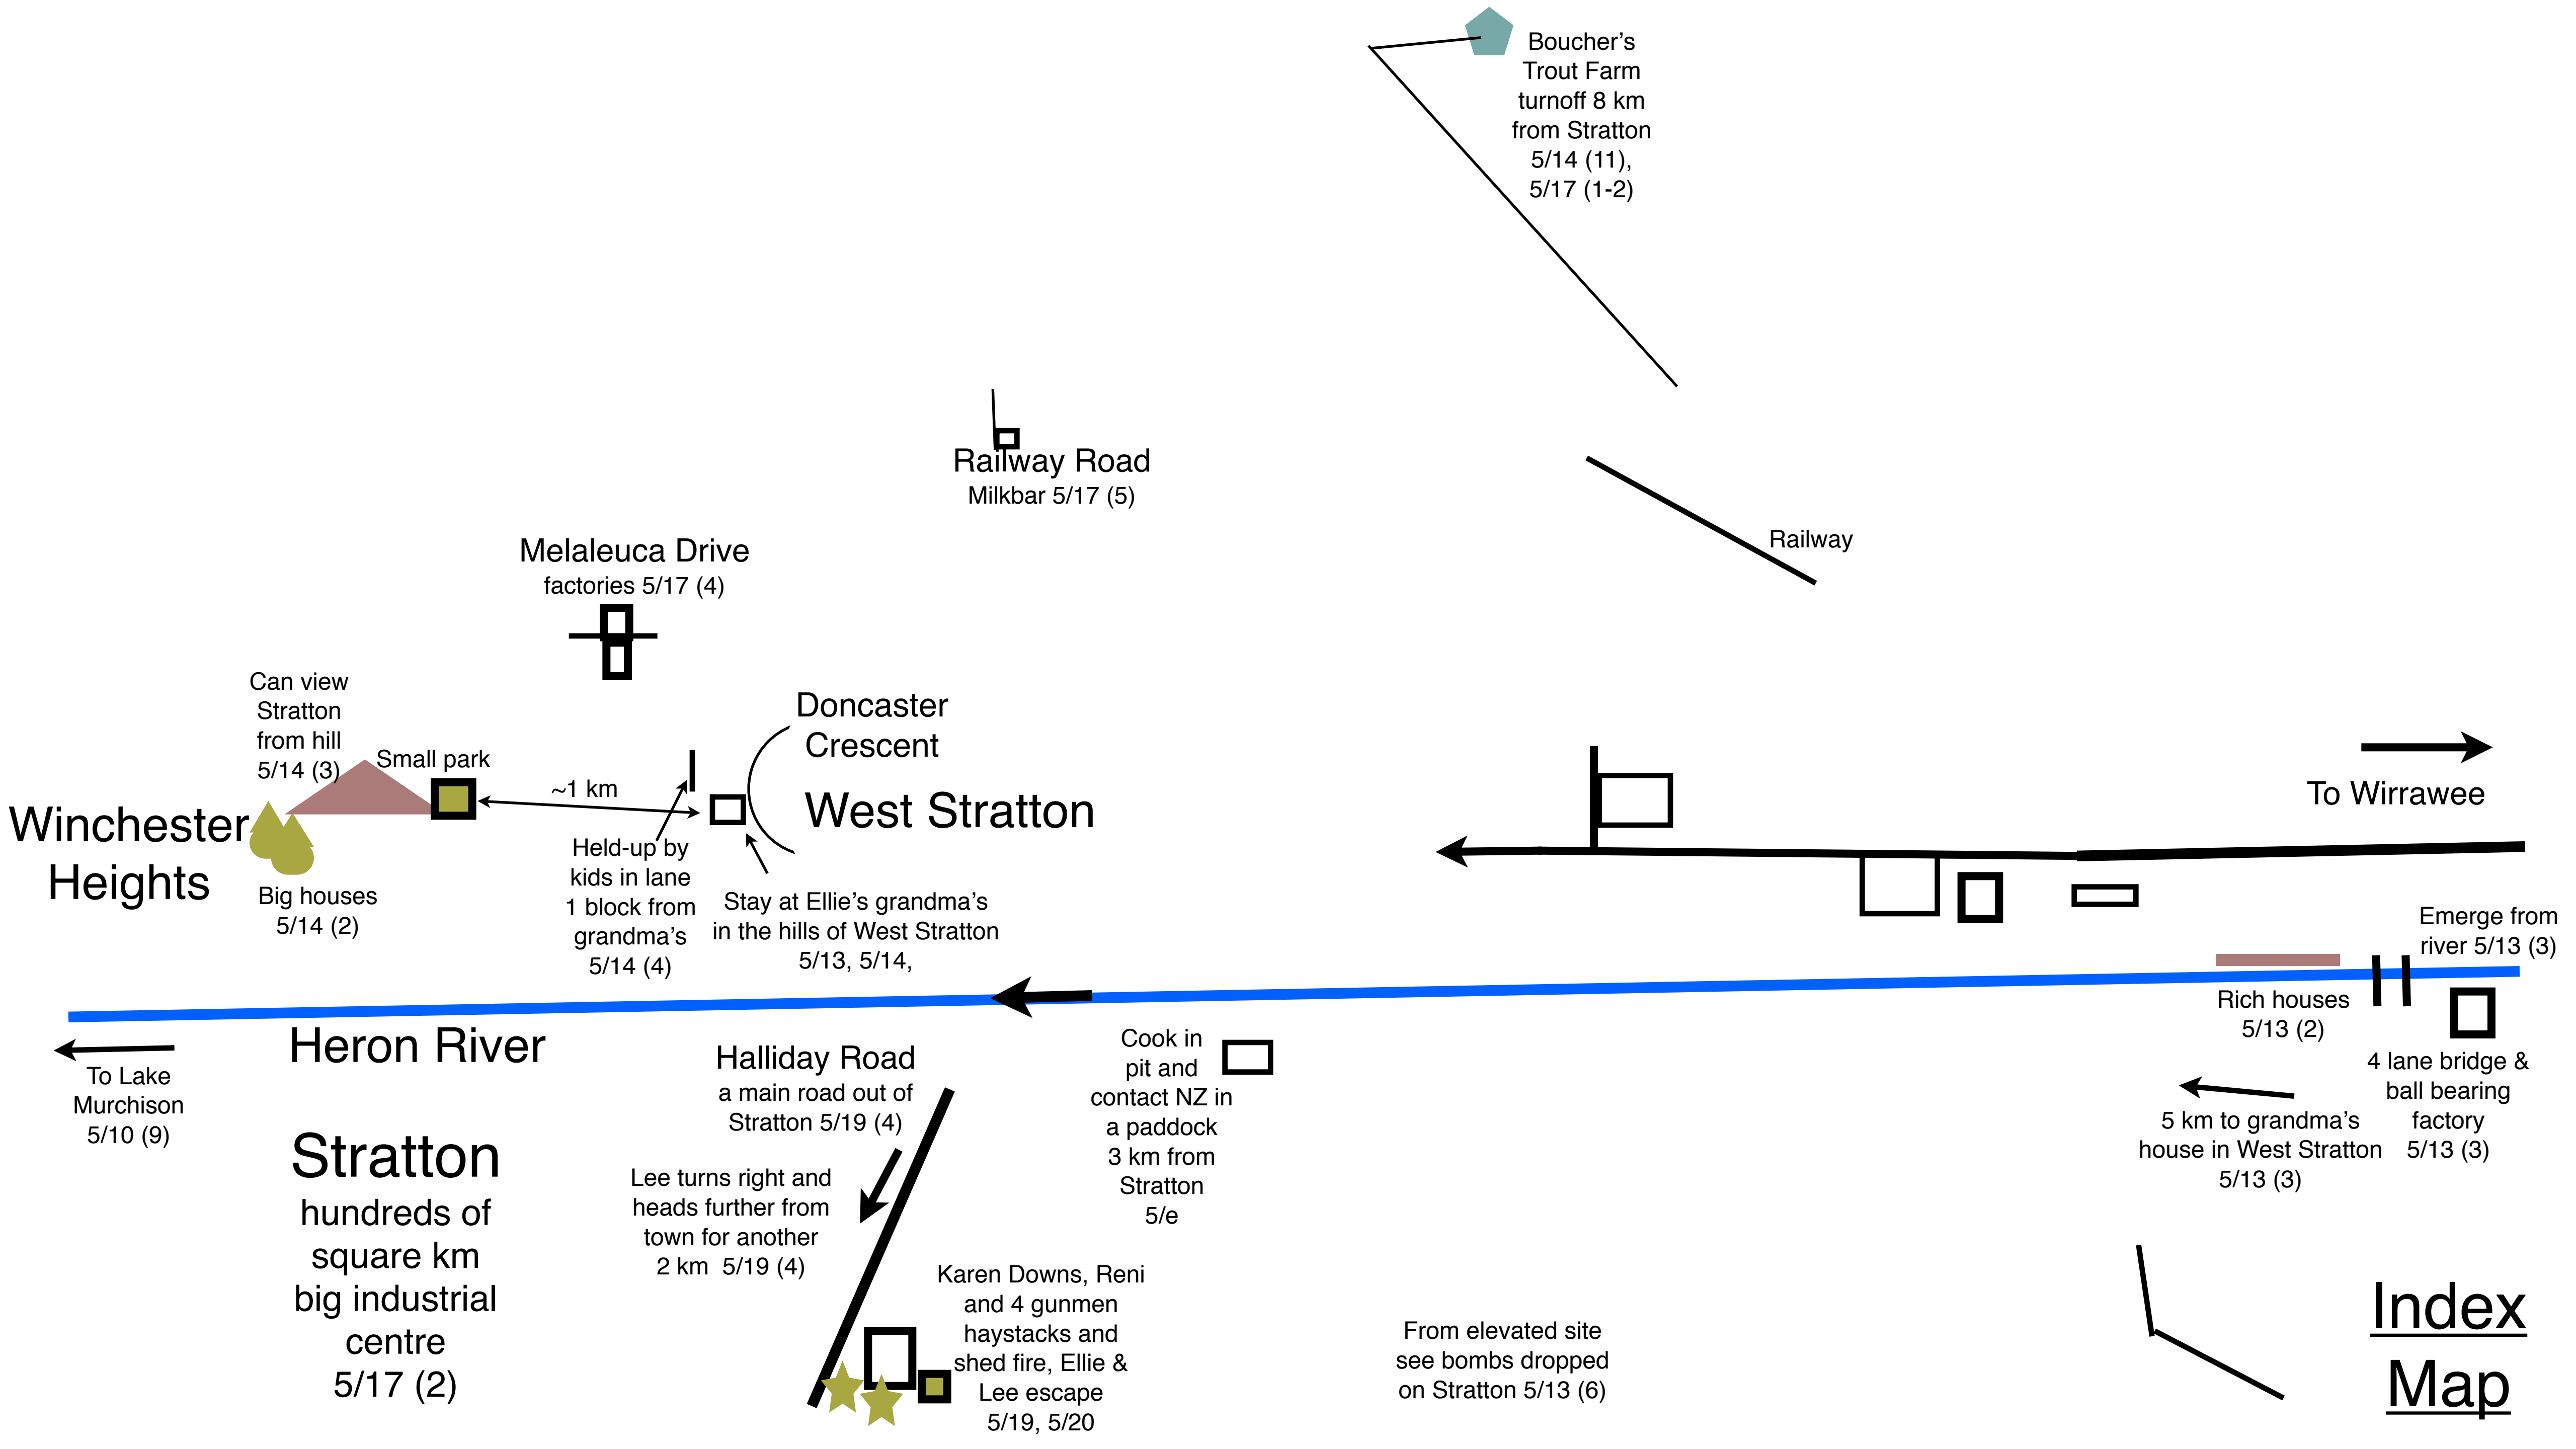 Boucher's
Trout Farm
turnoff 8 km
from Stratton
5/14 (11),
5/17 (1-2)
Railway Road
Milkbar 5/17 (5)
Railway
Melaleuca Drive
factories 5/17 (4)
Can view
Stratton
from hill
5/14 (3)
Small park
~1 km
Doncaster
Crescent
West Stratton
Winchester
Heights
Big houses
5/14 (2)
Held-up by
kids in lane
1 block from
grandma's
5/14 (4)
Stay at Ellie's grandma's
in the hills of West Stratton
5/13, 5/14,
To Wirrawee
Emerge from
river 5/13 (3)
Rich houses
5/13 (2)
4 lane bridge &
ball bearing
factory
5/13 (3)
5 km to grandma's
house in West Stratton
5/13 (3)
Heron River
To Lake
Murchison
5/10 (9)
Stratton
hundreds of
square km
big industrial
centre
5/17 (2)
Halliday Road
a main road out of
Stratton 5/19 (4)
Lee turns right and
heads further from
town for another
2 km 5/19 (4)
Cook in
pit and
contact NZ in
a paddock
3 km from
Stratton
5/e
Karen Downs, Reni
and 4 gunmen
haystacks and
shed fire, Ellie &
Lee escape
5/19, 5/20
From elevated site
see bombs dropped
on Stratton 5/13 (6)
Index
Map